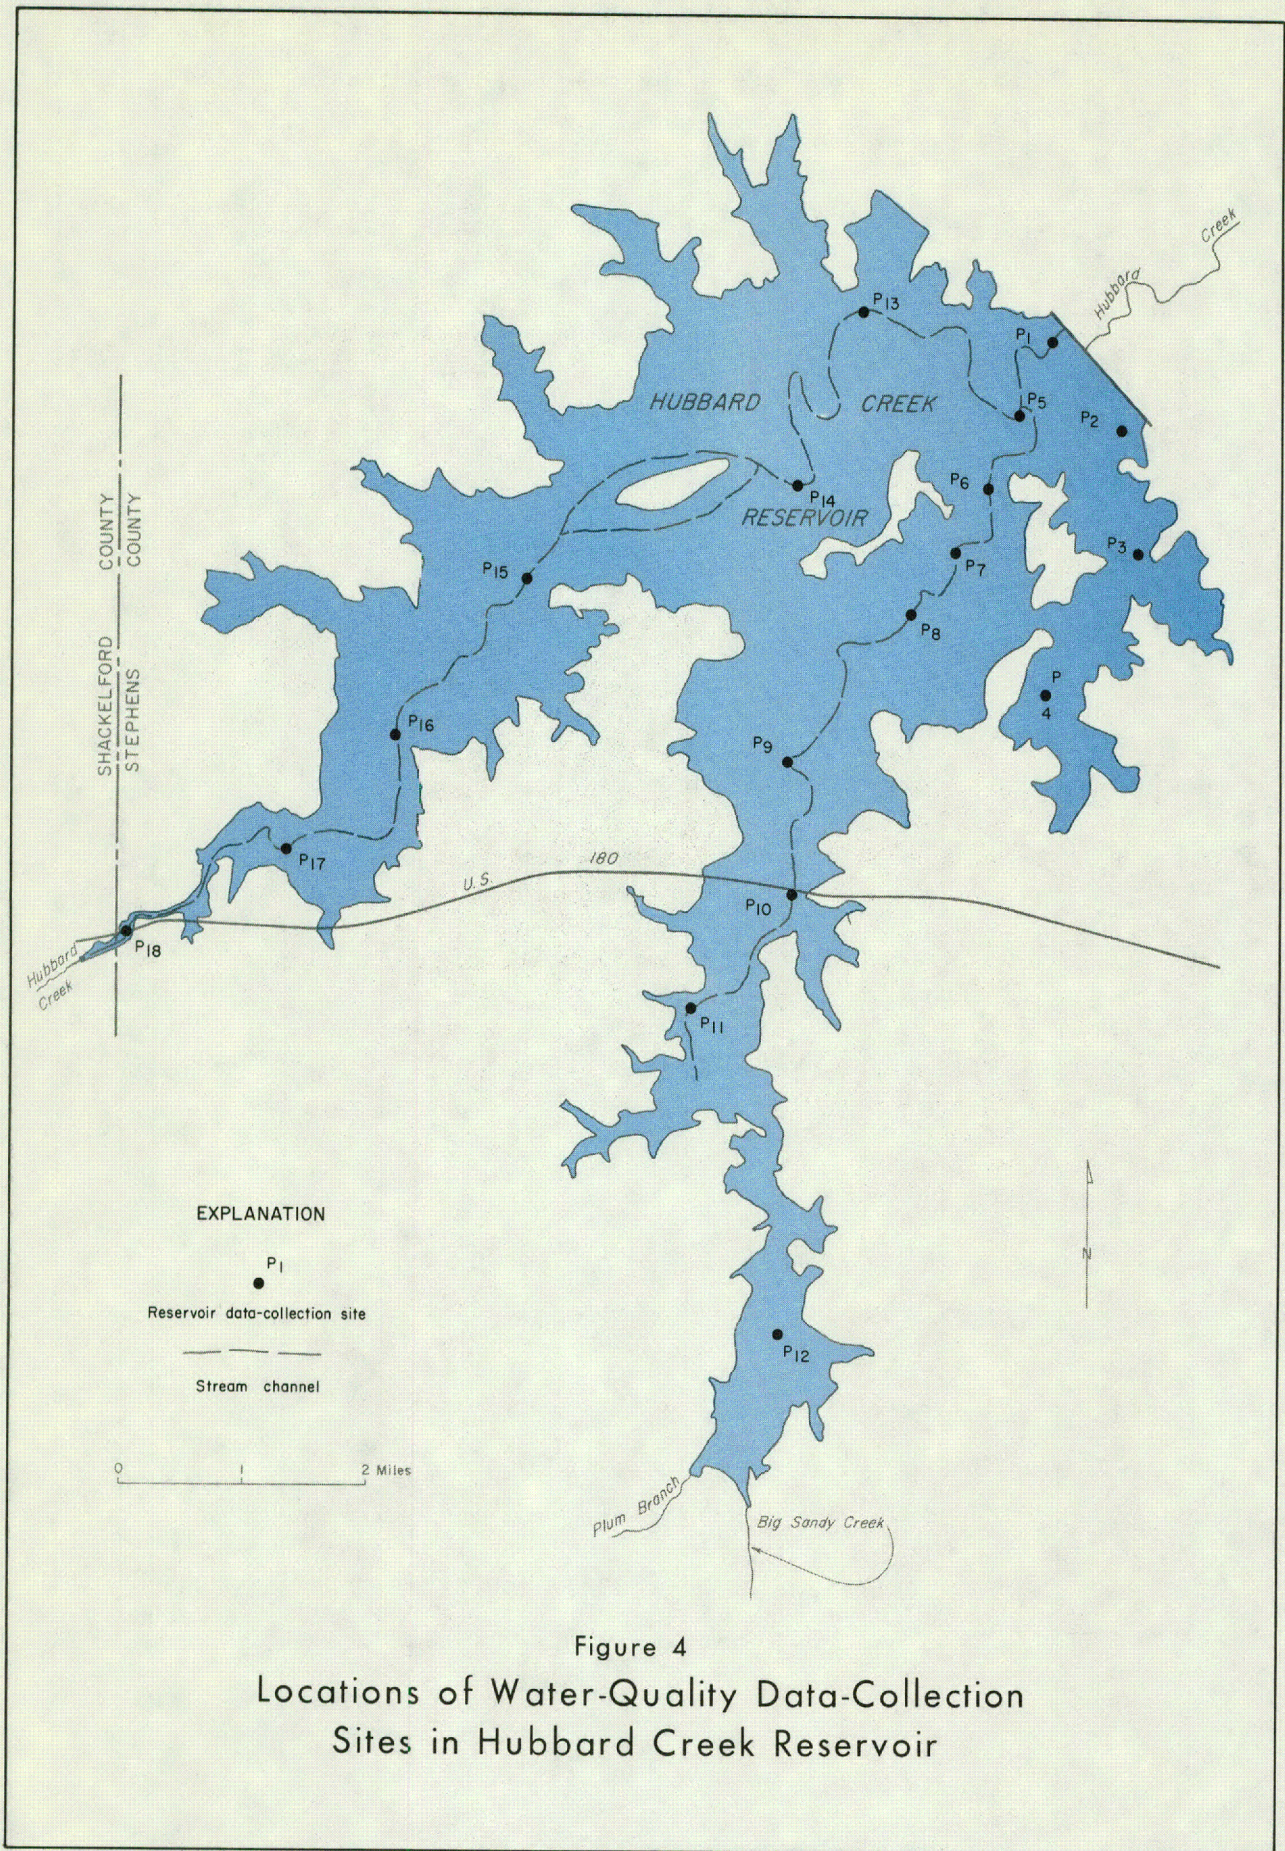 Hubbard
Creek
P13
P1
HUBBARD CREEK
P5
P2
P6
P14
RESERVOIR
SHACKELFORD COUNTY
STEPHENS COUNTY
P3
P7
P15
P8
P
4
P16
P9
P17
U.S. 180
P10
P18
Hubbard
Creek
P11
EXPLANATION
P1
Reservoir data-collection site
Stream channel
N
P12
0 1 2 Miles
Plum Branch
Big Sandy Creek
Figure 4
Locations of Water-Quality Data-Collection
Sites in Hubbard Creek Reservoir